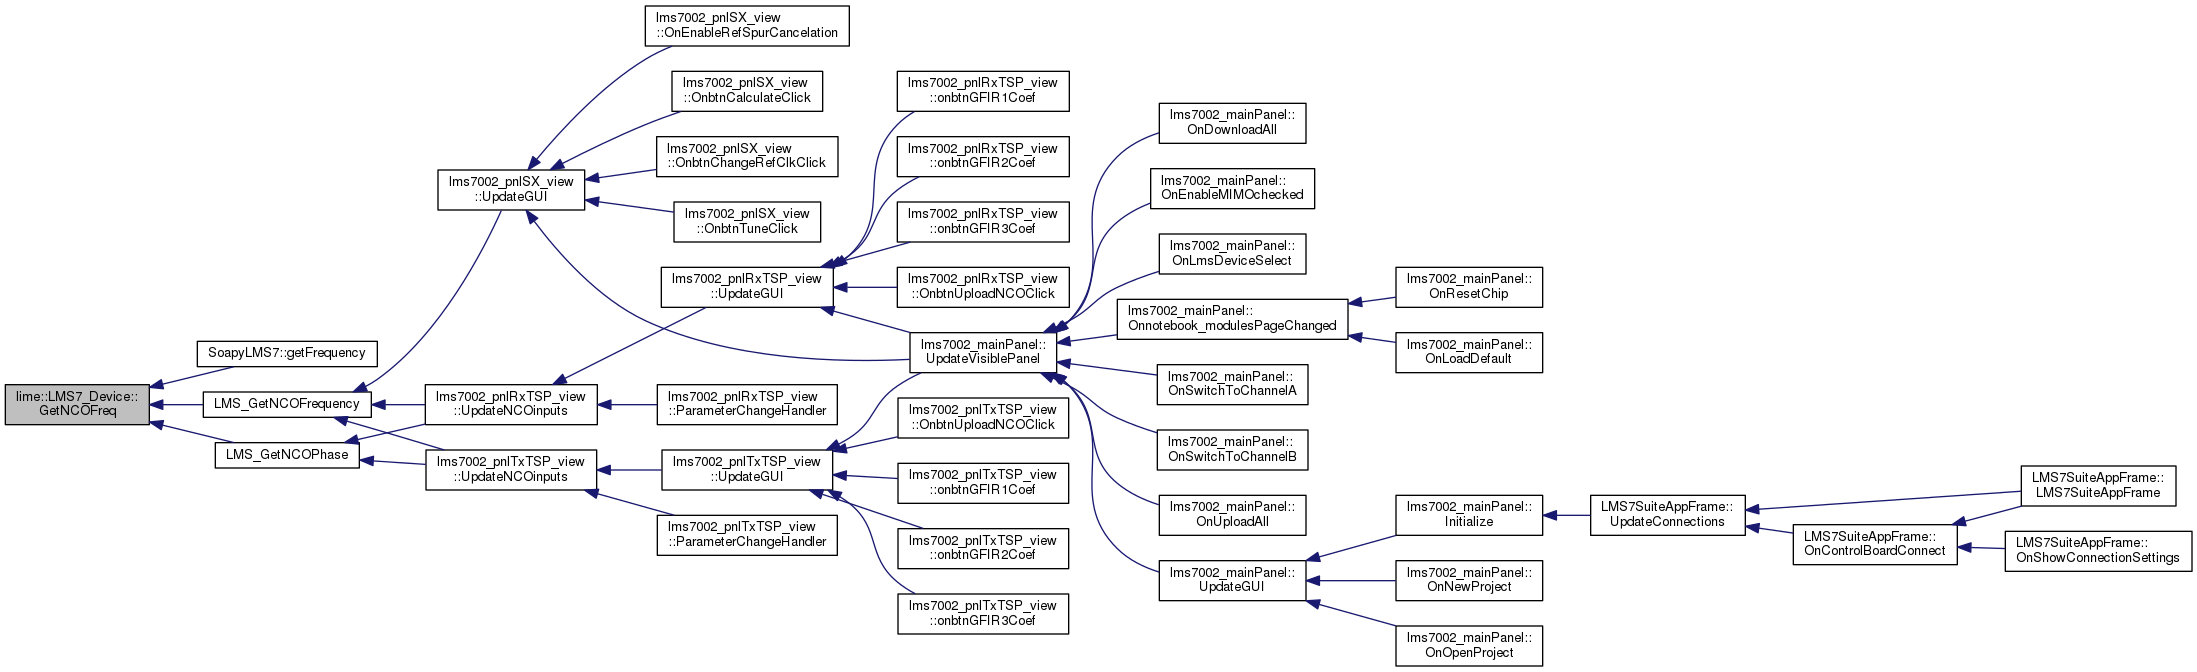 lime::LMS7_Device::
GetNCOFreq
SoapyLMS7::getFrequency
LMS_GetNCOFrequency
LMS_GetNCOPhase
lms7002_pnlSX_view
::UpdateGUI
lms7002_pnlRxTSP_view
::UpdateNCOinputs
lms7002_pnlTxTSP_view
::UpdateNCOinputs
lms7002_pnlSX_view
::OnEnableRefSpurCancelation
lms7002_pnlSX_view
::OnbtnCalculateClick
lms7002_pnlSX_view
::OnbtnChangeRefClkClick
lms7002_pnlSX_view
::OnbtnTuneClick
lms7002_pnlRxTSP_view
::UpdateGUI
lms7002_pnlRxTSP_view
::ParameterChangeHandler
lms7002_pnlTxTSP_view
::UpdateGUI
lms7002_pnlTxTSP_view
::ParameterChangeHandler
lms7002_pnlRxTSP_view
::onbtnGFIR1Coef
lms7002_pnlRxTSP_view
::onbtnGFIR2Coef
lms7002_pnlRxTSP_view
::onbtnGFIR3Coef
lms7002_pnlRxTSP_view
::OnbtnUploadNCOClick
lms7002_mainPanel::
UpdateVisiblePanel
lms7002_pnlTxTSP_view
::OnbtnUploadNCOClick
lms7002_pnlTxTSP_view
::onbtnGFIR1Coef
lms7002_pnlTxTSP_view
::onbtnGFIR2Coef
lms7002_pnlTxTSP_view
::onbtnGFIR3Coef
lms7002_mainPanel::
OnDownloadAll
lms7002_mainPanel::
OnEnableMIMOchecked
lms7002_mainPanel::
OnLmsDeviceSelect
lms7002_mainPanel::
Onnotebook_modulesPageChanged
lms7002_mainPanel::
OnSwitchToChannelA
lms7002_mainPanel::
OnSwitchToChannelB
lms7002_mainPanel::
OnUploadAll
lms7002_mainPanel::
UpdateGUI
lms7002_mainPanel::
OnResetChip
lms7002_mainPanel::
OnLoadDefault
lms7002_mainPanel::
Initialize
lms7002_mainPanel::
OnNewProject
lms7002_mainPanel::
OnOpenProject
LMS7SuiteAppFrame::
UpdateConnections
LMS7SuiteAppFrame::
OnControlBoardConnect
LMS7SuiteAppFrame::
LMS7SuiteAppFrame
LMS7SuiteAppFrame::
OnShowConnectionSettings